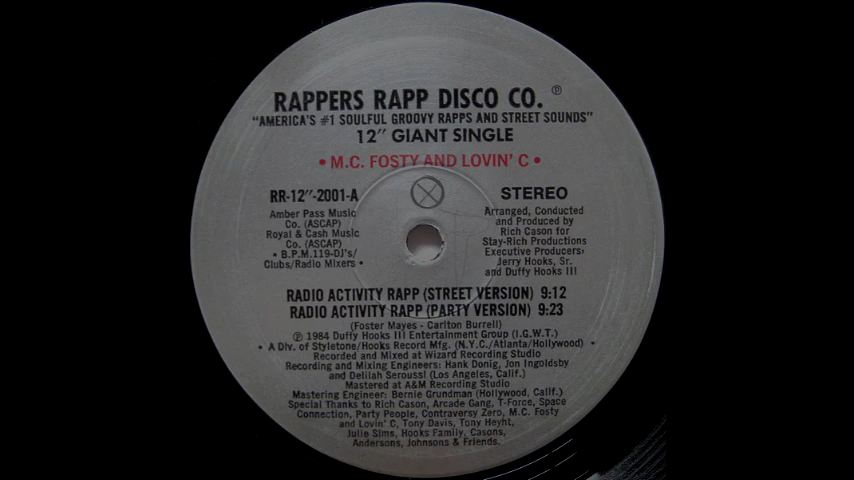 RAPPERS RAPP DISCO CO. ℗
"AMERICA'S #1 SOULFUL GROOVY RAPPS AND STREET SOUNDS"
12" GIANT SINGLE
• M.C. FOSTY AND LOVIN' C •
RR-12"-2001-A
Amber Pass Music
Co. (ASCAP)
Royal & Cash Music
Co. (ASCAP)
• B.P.M.119-DJ's/
Clubs/Radio Mixers •
STEREO
Arranged, Conducted
and Produced by
Rich Cason for
Stay-Rich Productions
Executive Producers:
Jerry Hooks, Sr.
and Duffy Hooks III
RADIO ACTIVITY RAPP (STREET VERSION) 9:12
RADIO ACTIVITY RAPP (PARTY VERSION) 9:23
(Foster Mayes - Carlton Burrell)
℗ 1984 Duffy Hooks III Entertainment Group (I.G.W.T.)
• A Div. of Styletone/Hooks Record Mfg. (N.Y.C./Atlanta/Hollywood) •
Recorded and Mixed at Wizard Recording Studio
Recording and Mixing Engineers: Hank Donig, Jon Ingoldsby
and Delilah Seroussi (Los Angeles, Calif.)
Mastered at A&M Recording Studio
Mastering Engineer: Bernie Grundman (Hollywood, Calif.)
Special Thanks to Rich Cason, Arcade Gang, T-Force, Space
Connection, Party People, Contraversy Zero, M.C. Fosty
and Lovin' C, Tony Davis, Tony Heyht,
Julie Sims, Hooks Family, Casons,
Andersons, Johnsons & Friends.